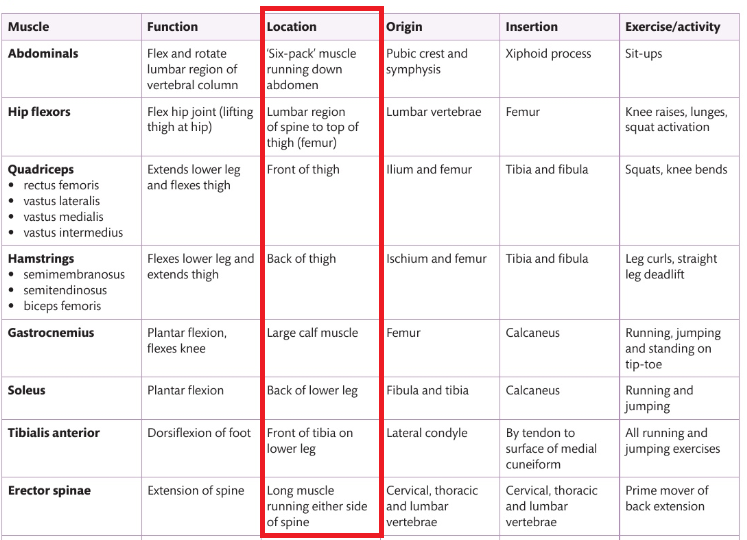 Muscle Function Location Origin Insertion Exercise/activity
Abdominals
Flex and rotate
lumbar region of
vertebral column
'Six-pack' muscle
running down
abdomen
Pubic crest and
symphysis
Xiphoid process
Sit-ups
Hip flexors
Flex hip joint (lifting
thigh at hip)
Lumbar region
of spine to top of
thigh (femur)
Lumbar vertebrae
Femur
Knee raises, lunges,
squat activation
Quadriceps
• rectus femoris
• vastus lateralis
• vastus medialis
• vastus intermedius
Extends lower leg
and flexes thigh
Front of thigh
Ilium and femur
Tibia and fibula
Squats, knee bends
Hamstrings
• semimembranosus
• semitendinosus
• biceps femoris
Flexes lower leg and
extends thigh
Back of thigh
Ischium and femur
Tibia and fibula
Leg curls, straight
leg deadlift
Gastrocnemius
Plantar flexion,
flexes knee
Large calf muscle
Femur
Calcaneus
Running, jumping
and standing on
tip-toe
Soleus
Plantar flexion
Back of lower leg
Fibula and tibia
Calcaneus
Running and
jumping
Tibialis anterior
Dorsiflexion of foot
Front of tibia on
lower leg
Lateral condyle
By tendon to
surface of medial
cuneiform
All running and
jumping exercises
Erector spinae
Extension of spine
Long muscle
running either side
of spine
Cervical, thoracic
and lumbar
vertebrae
Cervical, thoracic
and lumbar
vertebrae
Prime mover of
back extension